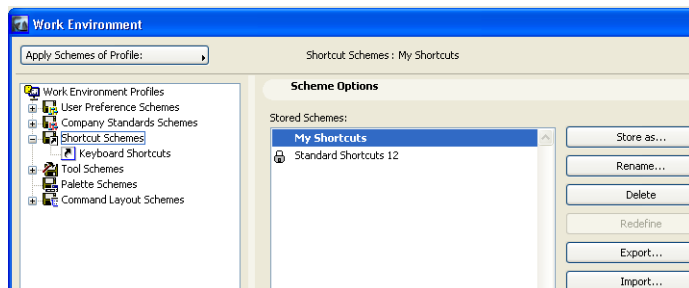 Work Environment
Apply Schemes of Profile:
Shortcut Schemes : My Shortcuts
Work Environment Profiles
User Preference Schemes
Company Standards Schemes
Shortcut Schemes
Keyboard Shortcuts
Tool Schemes
Palette Schemes
Command Layout Schemes
Scheme Options
Stored Schemes:
My Shortcuts
Standard Shortcuts 12
Store as...
Rename...
Delete
Redefine
Export...
Import...